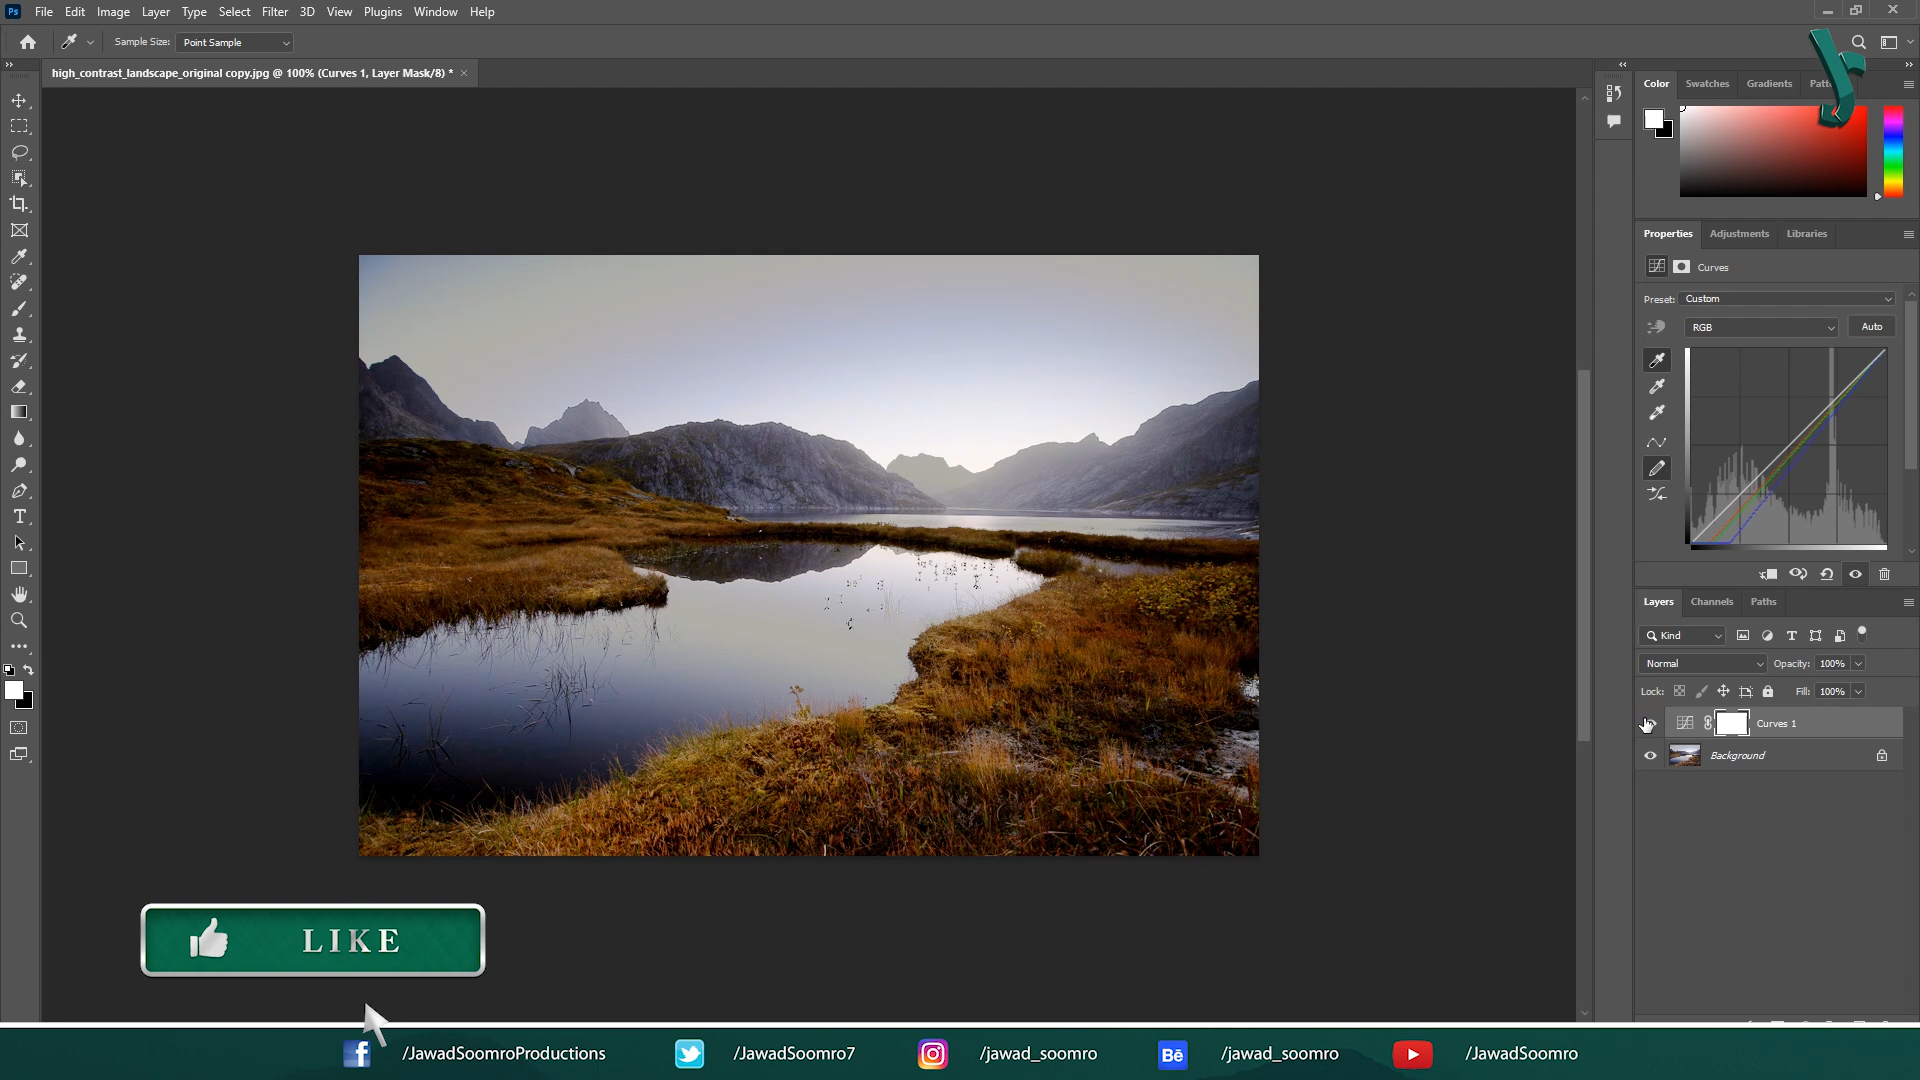 Ps File Edit Image Layer Type Select Filter 3D View Plugins Window Help
Sample Size: Point Sample
high_contrast_landscape_original copy.jpg @ 100% (Curves 1, Layer Mask/8) * ×
Color Swatches Gradients
Properties Adjustments Libraries
Curves
Preset: Custom
RGB Auto
Layers Channels Paths
Kind
Normal Opacity: 100%
Lock: Fill: 100%
Curves 1
Background
LIKE
/JawadSoomroProductions /JawadSoomro7 /jawad_soomro Bē /jawad_soomro /JawadSoomro